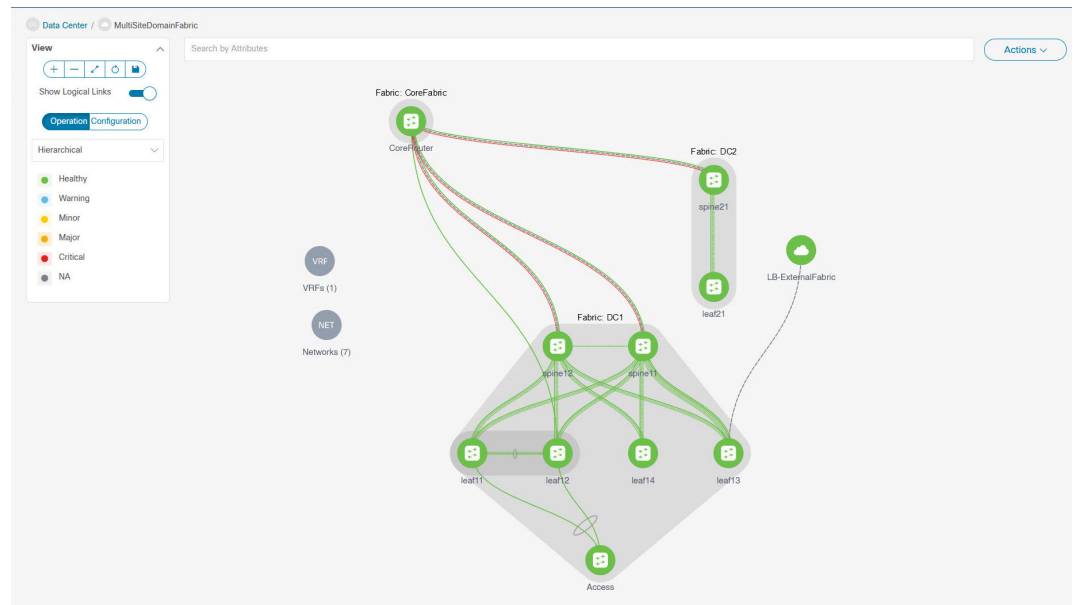 Data Center / MultiSiteDomainFabric
View
Search by Attributes
Actions
Show Logical Links
Operation Configuration
Hierarchical
Healthy
Warning
Minor
Major
Critical
NA
Fabric: CoreFabric
CoreRouter
Fabric: DC2
spine21
leaf21
LB-ExternalFabric
VRF
VRFs (1)
NET
Networks (7)
Fabric: DC1
spine12
spine11
leaf11
leaf12
leaf14
leaf13
Access